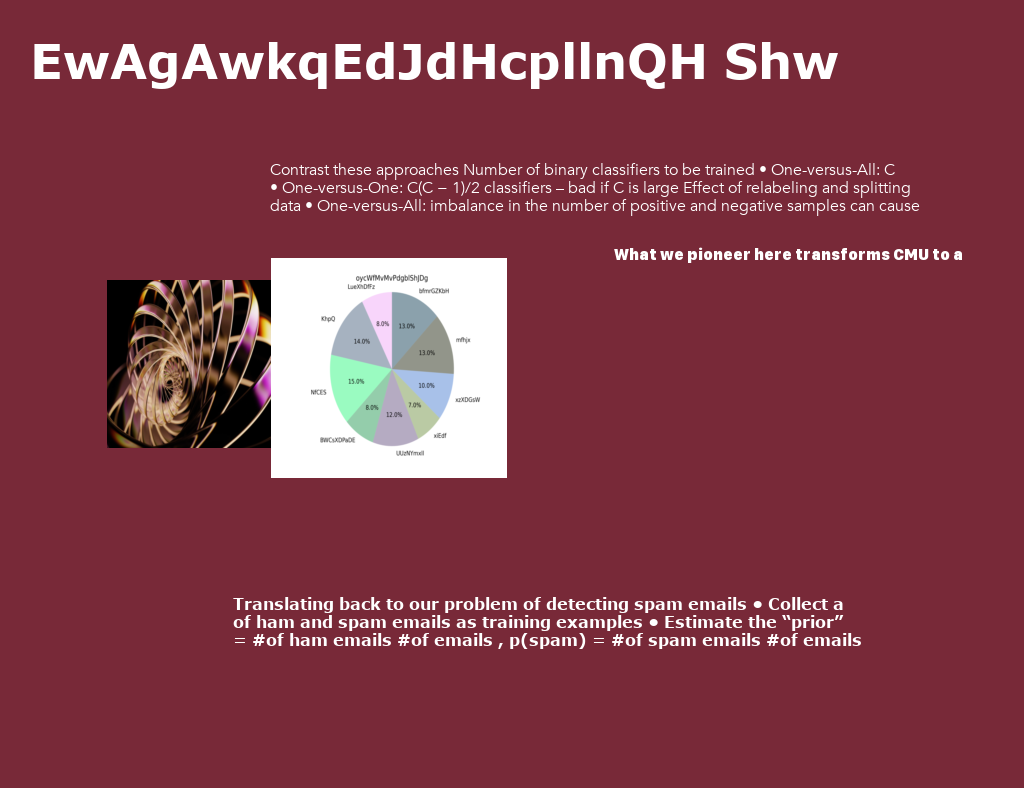 EwAgAwkqEdJdHcpllnQH Shw
Contrast these approaches Number of binary classifiers to be trained • One-versus-All: C
• One-versus-One: C(C − 1)/2 classifiers – bad if C is large Effect of relabeling and splitting
data • One-versus-All: imbalance in the number of positive and negative samples can cause
What we pioneer here transforms CMU to a
oycWfMvMvPdgblShJDg
LueXhDfFz
bfmrGZKbH
KhpQ
8.0%
13.0%
14.0%
mfhjx
13.0%
15.0%
10.0%
NfCES
xzXDGsW
8.0%
7.0%
12.0%
BWCsXDPaDE
xiEdf
UUzNYmxII
Translating back to our problem of detecting spam emails • Collect a
of ham and spam emails as training examples • Estimate the “prior”
= #of ham emails #of emails , p(spam) = #of spam emails #of emails